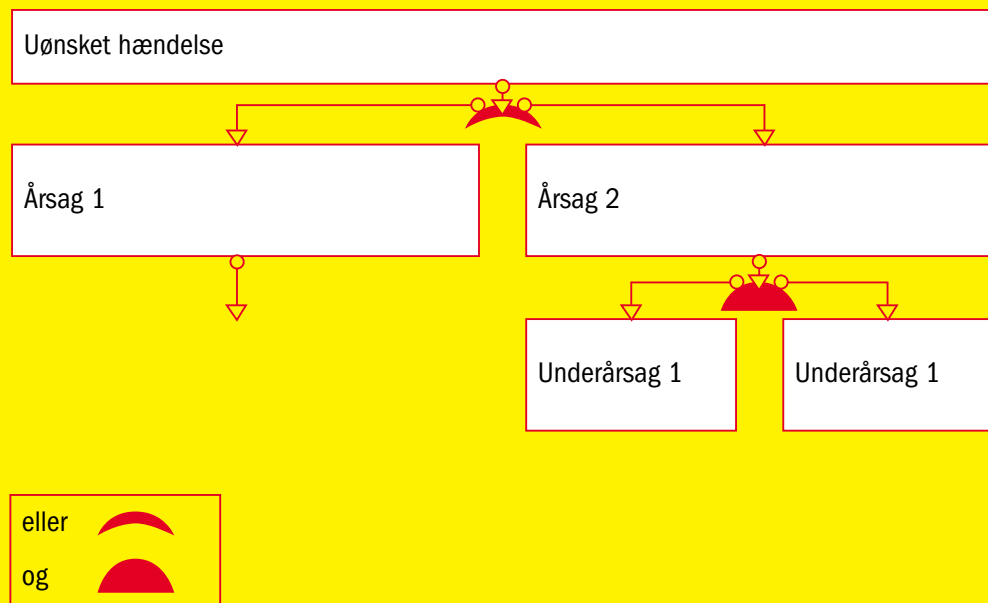 Uønsket hændelse
Årsag 1
Årsag 2
Underårsag 1
Underårsag 1
eller
og